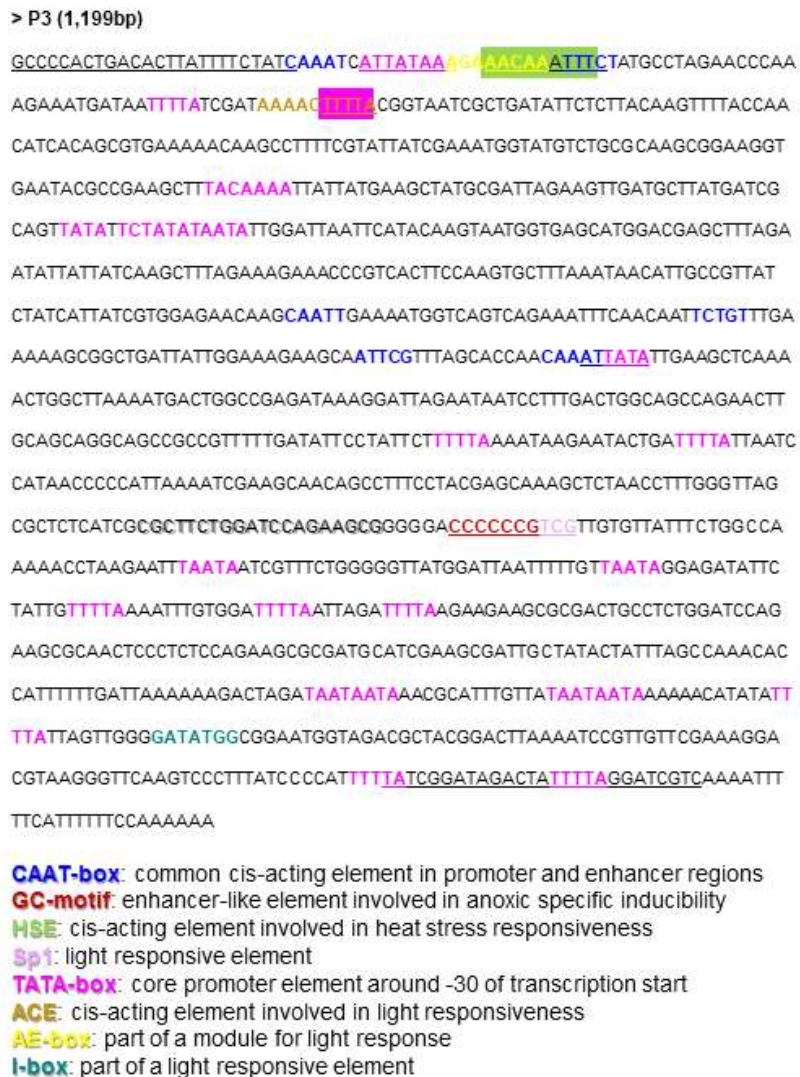 > P3 (1,199bp)
GCCCCACTGACACTTATTTTCTATCCAAATCATTATAAAGAAACAAAATTTCTATGCCTAGAACCCAA
AGAAATGATAATTTTATCGATAAAACTTTTACGGTAATCGCTGATATTCTCTTACAAGTTTTACCAA
CATCACAGCGTGAAAAACAAGCCTTTTCGTATTATCGAAATGGTATGTCTGCGCAAGCGGAAGGT
GAATACGCCGAAGCTTTACAAAATTATTATGAAGCTATGCGATTAGAAGTTGATGCTTATGATCG
CAGTTATATTCTATATAATATTGGATTAATTCATACAAGTAATGGTGAGCATGGACGAGCTTTAGA
ATATTATTATCAAGCTTTAGAAAGAAACCCGTCACTTCCAAGTGCTTTAAATAACATTGCCGTTAT
CTATCATTATCGTGGAGAACAAGCAATTGAAAATGGTCAGTCAGAAATTTCAACAATTCTGTTTGA
AAAAGCGGCTGATTATTGGAAAGAAGCAATTCGTTTAGCACCAACAAATTATATTGAAGCTCAAA
ACTGGCTTAAAATGACTGGCCGAGATAAAGGATTAGAATAATCCTTTGACTGGCAGCCAGAACTT
GCAGCAGGCAGCCGCCGTTTTTGATATTCCTATTCTTTTTAAAATAAGAATACTGATTTTATTAATC
CATAACCCCCATTAAAATCGAAGCAACAGCCTTTCCTACGAGCAAAGCTCTAACCTTTGGGTTAG
CGCTCTCATCGCGCTTCTGGATCCAGAAGCGGGGGACCCCCCGTCGTTGTGTTATTTCTGGCCA
AAAACCTAAGAATTTAATAATCGTTTCTGGGGGTTATGGATTAATTTTTGTTAATAGGAGATATTC
TATTGTTTTAAAATTTGTGGATTTTAATTAGATTTTAAGAAGAAGCGCGACTGCCTCTGGATCCAG
AAGCGCAACTCCCTCTCCAGAAGCGCGATGCATCGAAGCGATTGCTATACTATTTAGCCAAACAC
CATTTTTTGATTAAAAAAGACTAGATAATAATAAACGCATTTGTTATAATAATAAAAAACATATATT
TTATTAGTTGGGGATATGGCGGAATGGTAGACGCTACGGACTTAAAATCCGTTGTTCGAAAGGA
CGTAAGGGTTCAAGTCCCTTTATCCCCATTTTTATCGGATAGACTATTTTAGGATCGTCAAAATTT
TTCATTTTTTCCAAAAAA
CAAT-box: common cis-acting element in promoter and enhancer regions
GC-motif: enhancer-like element involved in anoxic specific inducibility
HSE: cis-acting element involved in heat stress responsiveness
Sp1: light responsive element
TATA-box: core promoter element around -30 of transcription start
ACE: cis-acting element involved in light responsiveness
AE-box: part of a module for light response
I-box: part of a light responsive element